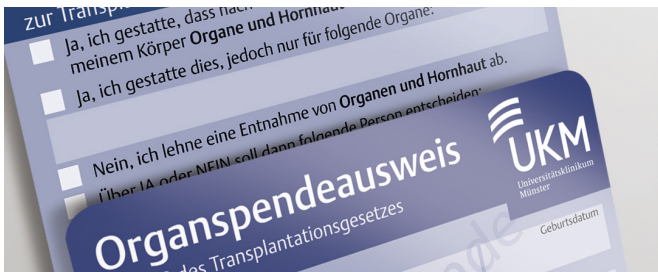 zur
Ja, ich gestatte, dass nach
meinem Körper Organe und Hornhaut
Ja, ich gestatte dies, jedoch nur für folgende Organe:
Nein, ich lehne eine Entnahme von Organen und Hornhaut ab.
Über JA oder NEIN soll dann folgende Person entscheiden:
Organspendeausweis
des Transplantationsgesetzes
UKM
Universitätsklinikum
Münster
Geburtsdatum